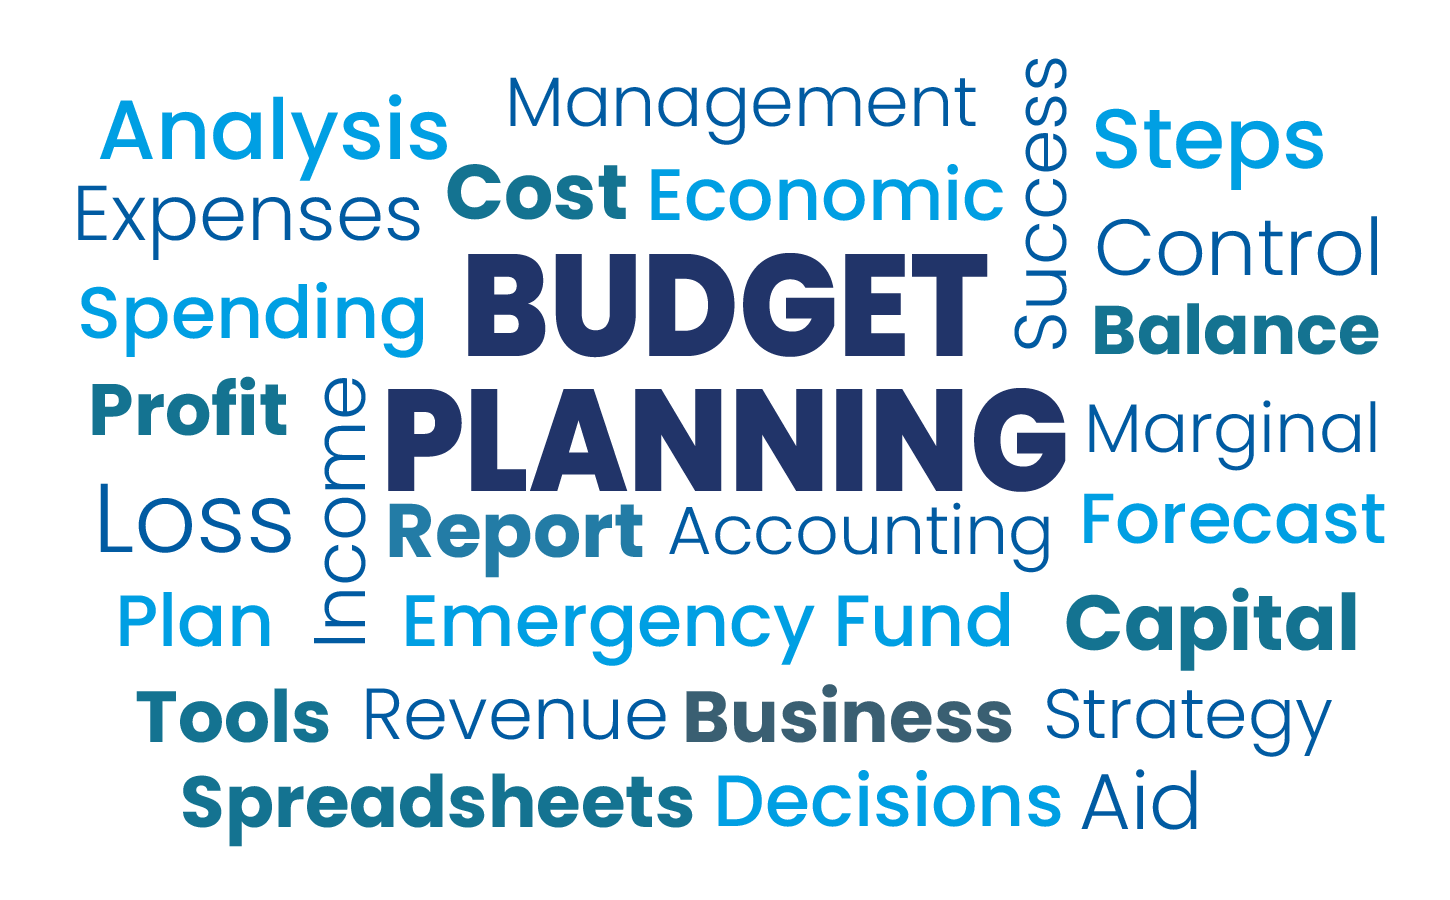 Management
Success
Analysis
Steps
Cost Economic
Expenses
Control
BUDGET
Spending
Balance
PLANNING
Profit
Income
Marginal
Loss
Report Accounting
Forecast
Plan
Emergency Fund
Capital
Tools Revenue Business Strategy
Spreadsheets Decisions Aid